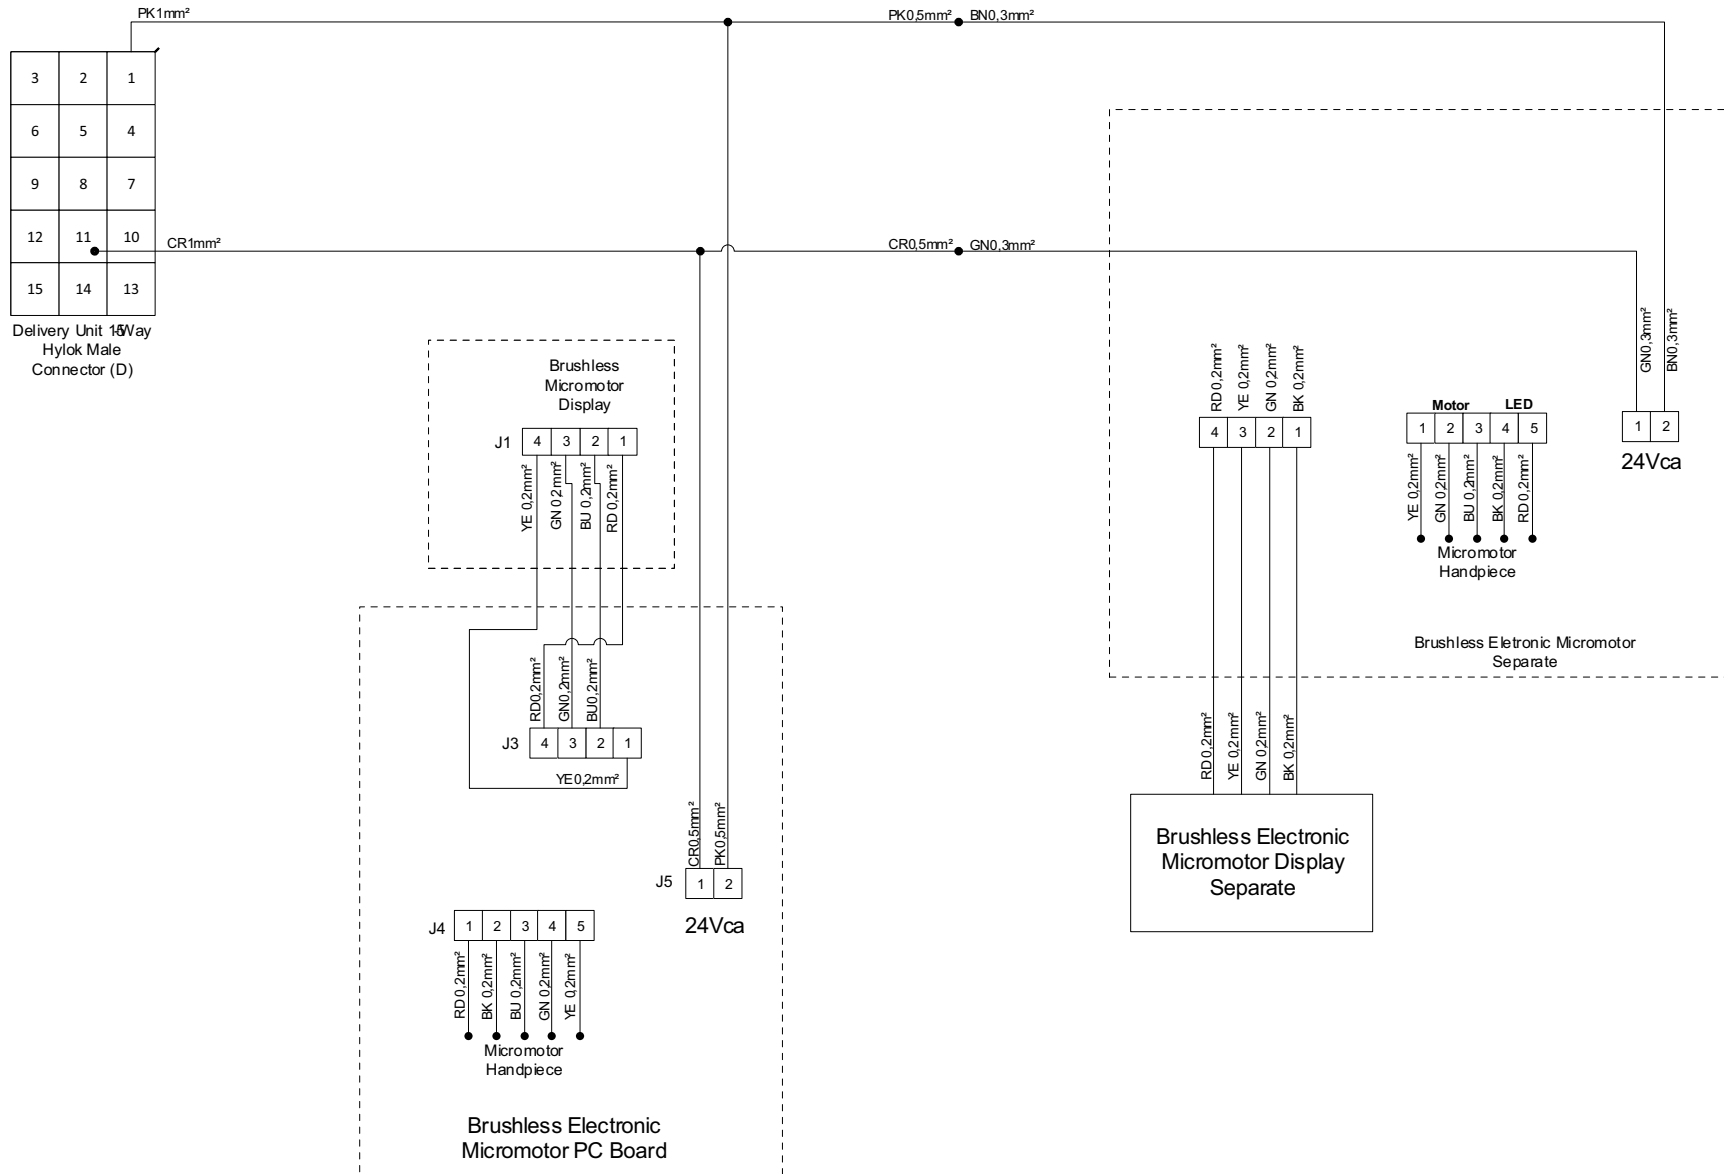 PK1mm²
PK0,5mm² BN0,3mm²
3 2 1
6 5 4
9 8 7
12 11 10
15 14 13
CR1mm²
CR0,5mm² GN0,3mm²
Delivery Unit 15-Way
Hylok Male
Connector (D)
Brushless
Micromotor
Display
J1 4 3 2 1
YE 0,2mm²
GN 0,2mm²
BU 0,2mm²
RD 0,2mm²
RD0,2mm²
GN0,2mm²
BU0,2mm²
J3 4 3 2 1
YE0,2mm²
CR0,5mm²
PK0,5mm²
J5 1 2
24Vca
J4 1 2 3 4 5
RD 0,2mm²
BK 0,2mm²
BU 0,2mm²
GN 0,2mm²
YE 0,2mm²
Micromotor
Handpiece
Brushless Electronic
Micromotor PC Board
RD 0,2mm²
YE 0,2mm²
GN 0,2mm²
BK 0,2mm²
4 3 2 1
Motor LED
1 2 3 4 5
YE 0,2mm²
GN 0,2mm²
BU 0,2mm²
BK 0,2mm²
RD 0,2mm²
Micromotor
Handpiece
GN0,3mm²
BN0,3mm²
1 2
24Vca
Brushless Eletronic Micromotor
Separate
RD 0,2mm²
YE 0,2mm²
GN 0,2mm²
BK 0,2mm²
Brushless Electronic
Micromotor Display
Separate